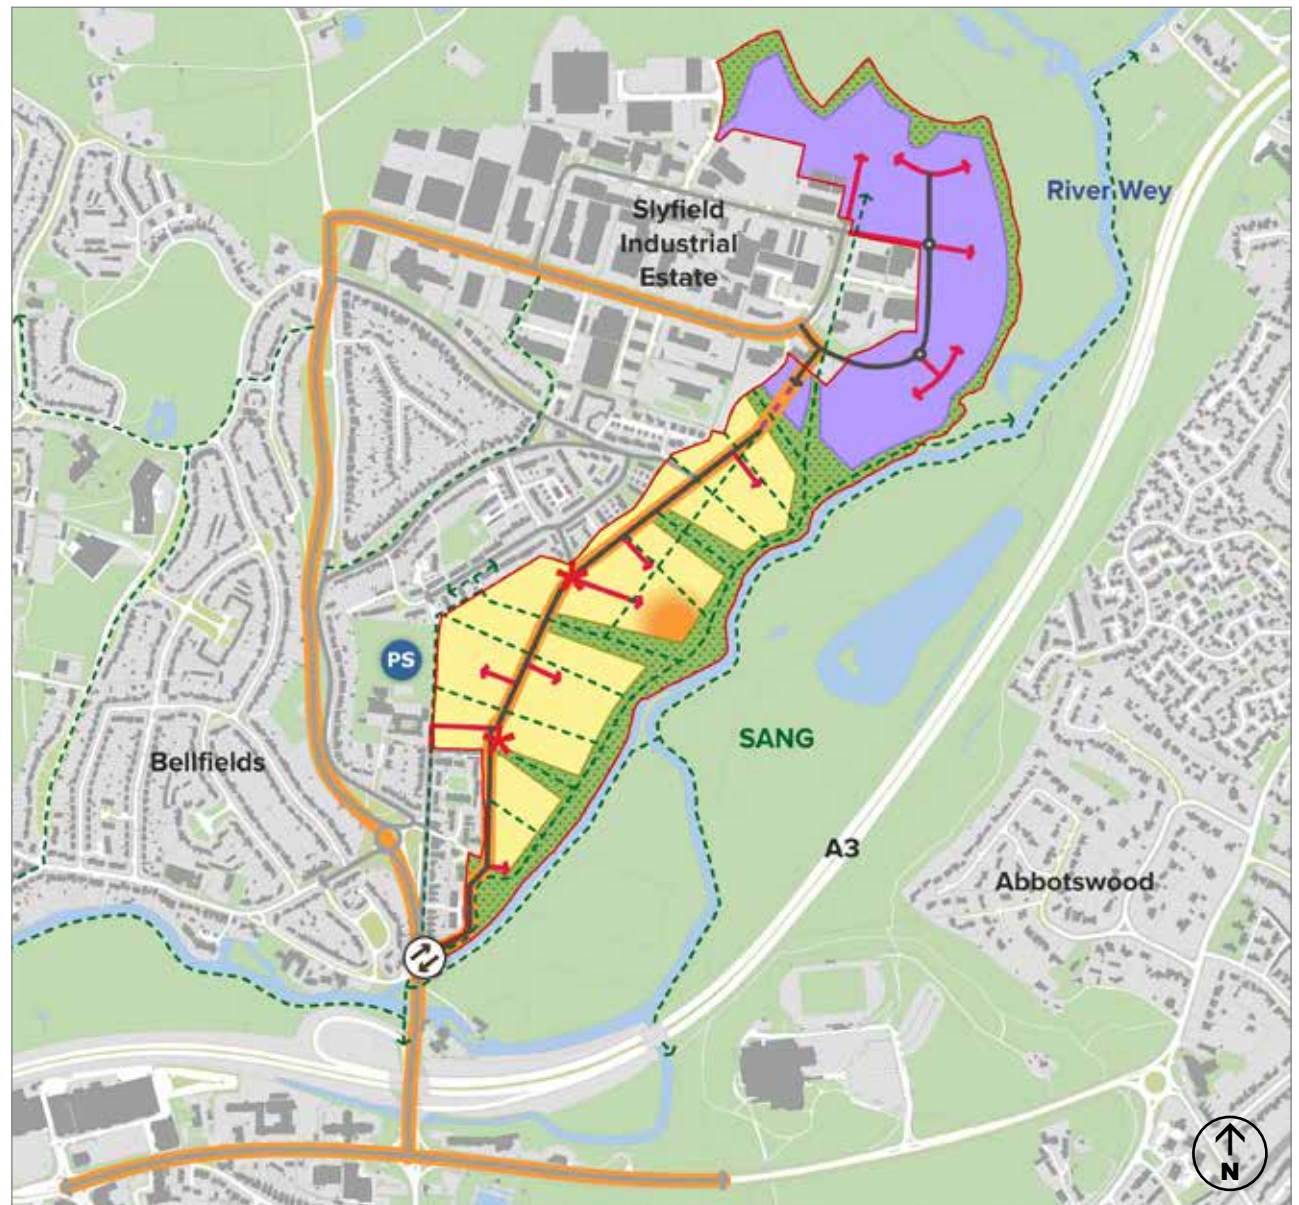 Slyfield
Industrial
Estate
River Wey
PS
SANG
Bellfields
A3
Abbotswood
N